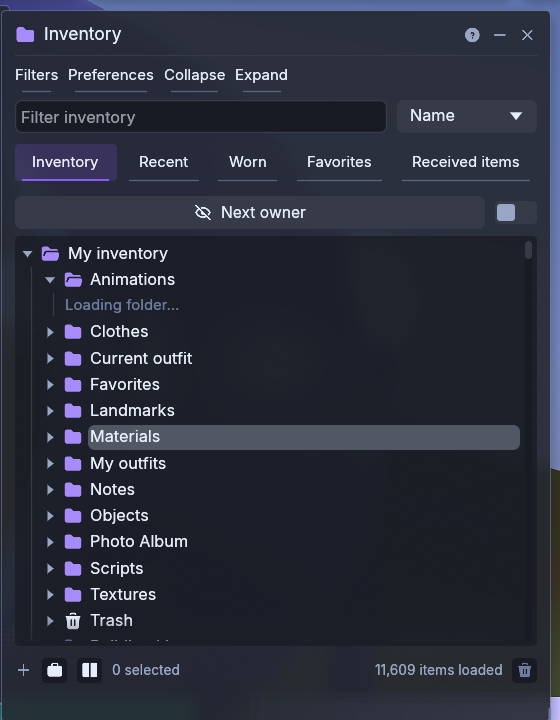 Inventory
?
Filters Preferences Collapse Expand
Filter inventory Name
Inventory Recent Worn Favorites Received items
Next owner
My inventory
Animations
Loading folder...
Clothes
Current outfit
Favorites
Landmarks
Materials
My outfits
Notes
Objects
Photo Album
Scripts
Textures
Trash
0 selected 11,609 items loaded